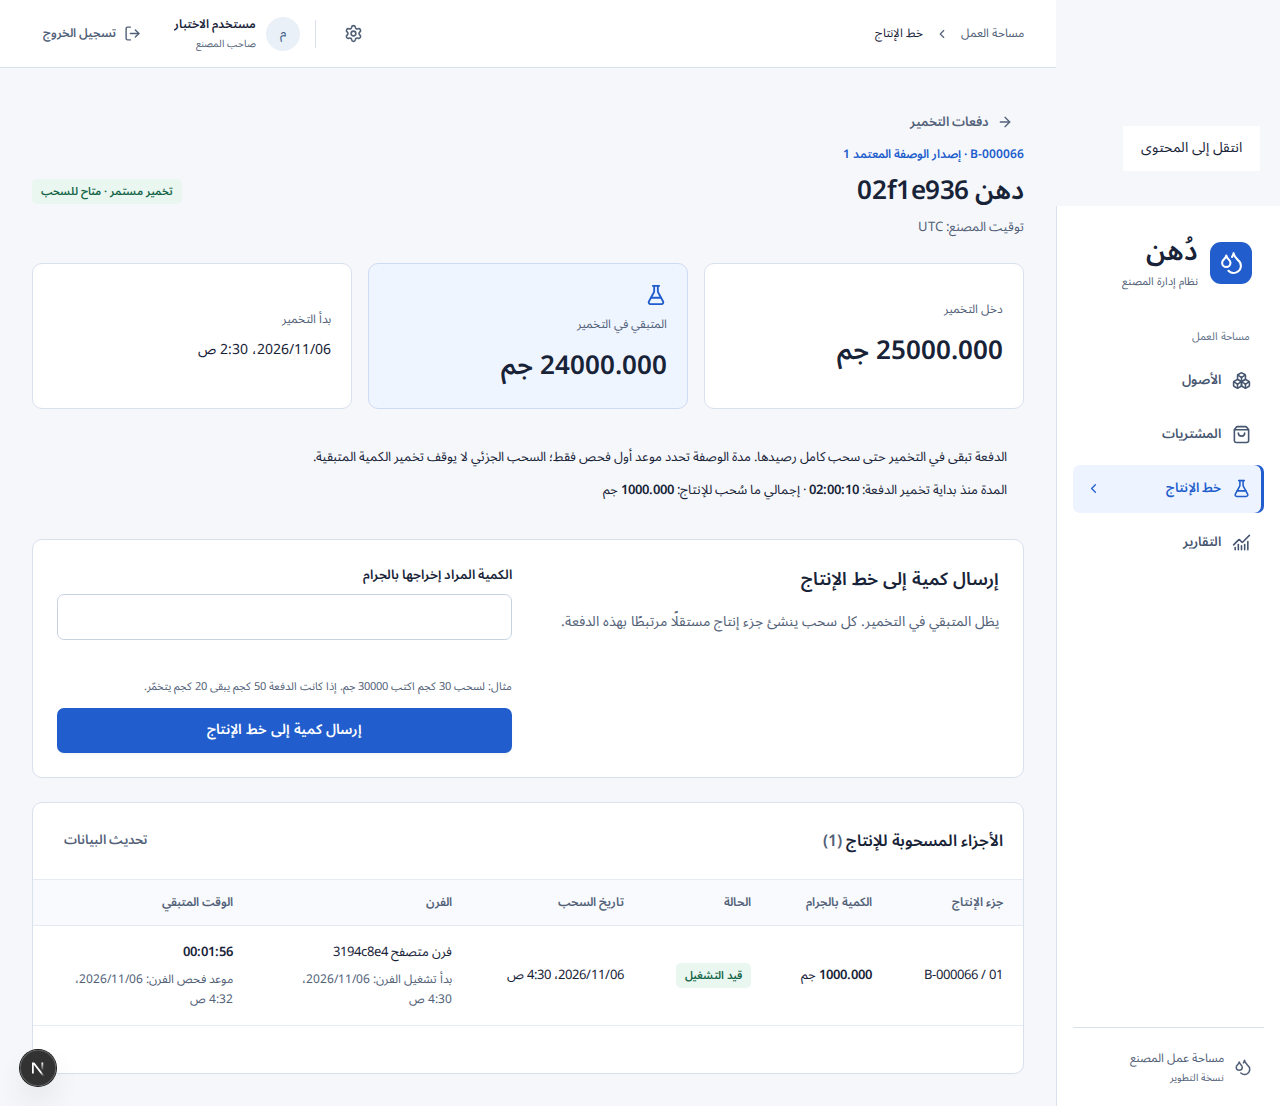 انتقل إلى المحتوى
دُهن
نظام إدارة المصنع
مساحة العمل
الأصول
المشتريات
خط الإنتاج
التقارير
مساحة عمل المصنع
نسخة التطوير
مساحة العمل
خط الإنتاج
م
مستخدم الاختبار
صاحب المصنع
تسجيل الخروج
دفعات التخمير
B-000066 · إصدار الوصفة المعتمد 1
دهن 02f1e936
تخمير مستمر · متاح للسحب
توقيت المصنع: UTC
دخل التخمير
25000.000 جم
المتبقي في التخمير
24000.000 جم
بدأ التخمير
2026/11/06، 2:30 ص
الدفعة تبقى في التخمير حتى سحب كامل رصيدها. مدة الوصفة تحدد موعد أول فحص فقط؛ السحب الجزئي لا يوقف تخمير الكمية المتبقية.
المدة منذ بداية تخمير الدفعة: 02:00:10 · إجمالي ما سُحب للإنتاج: 1000.000 جم
إرسال كمية إلى خط الإنتاج
يظل المتبقي في التخمير. كل سحب ينشئ جزء إنتاج مستقلًا مرتبطًا بهذه الدفعة.
الكمية المراد إخراجها بالجرام
مثال: لسحب 30 كجم اكتب 30000 جم. إذا كانت الدفعة 50 كجم يبقى 20 كجم يتخمّر.
إرسال كمية إلى خط الإنتاج
الأجزاء المسحوبة للإنتاج (1)
تحديث البيانات
جزء الإنتاج
الكمية بالجرام
الحالة
تاريخ السحب
الفرن
الوقت المتبقي
B-000066 / 01
1000.000 جم
قيد التشغيل
2026/11/06، 4:30 ص
فرن متصفح 3194c8e4
بدأ تشغيل الفرن: 2026/11/06،
4:30 ص
00:01:56
موعد فحص الفرن: 2026/11/06،
4:32 ص
N